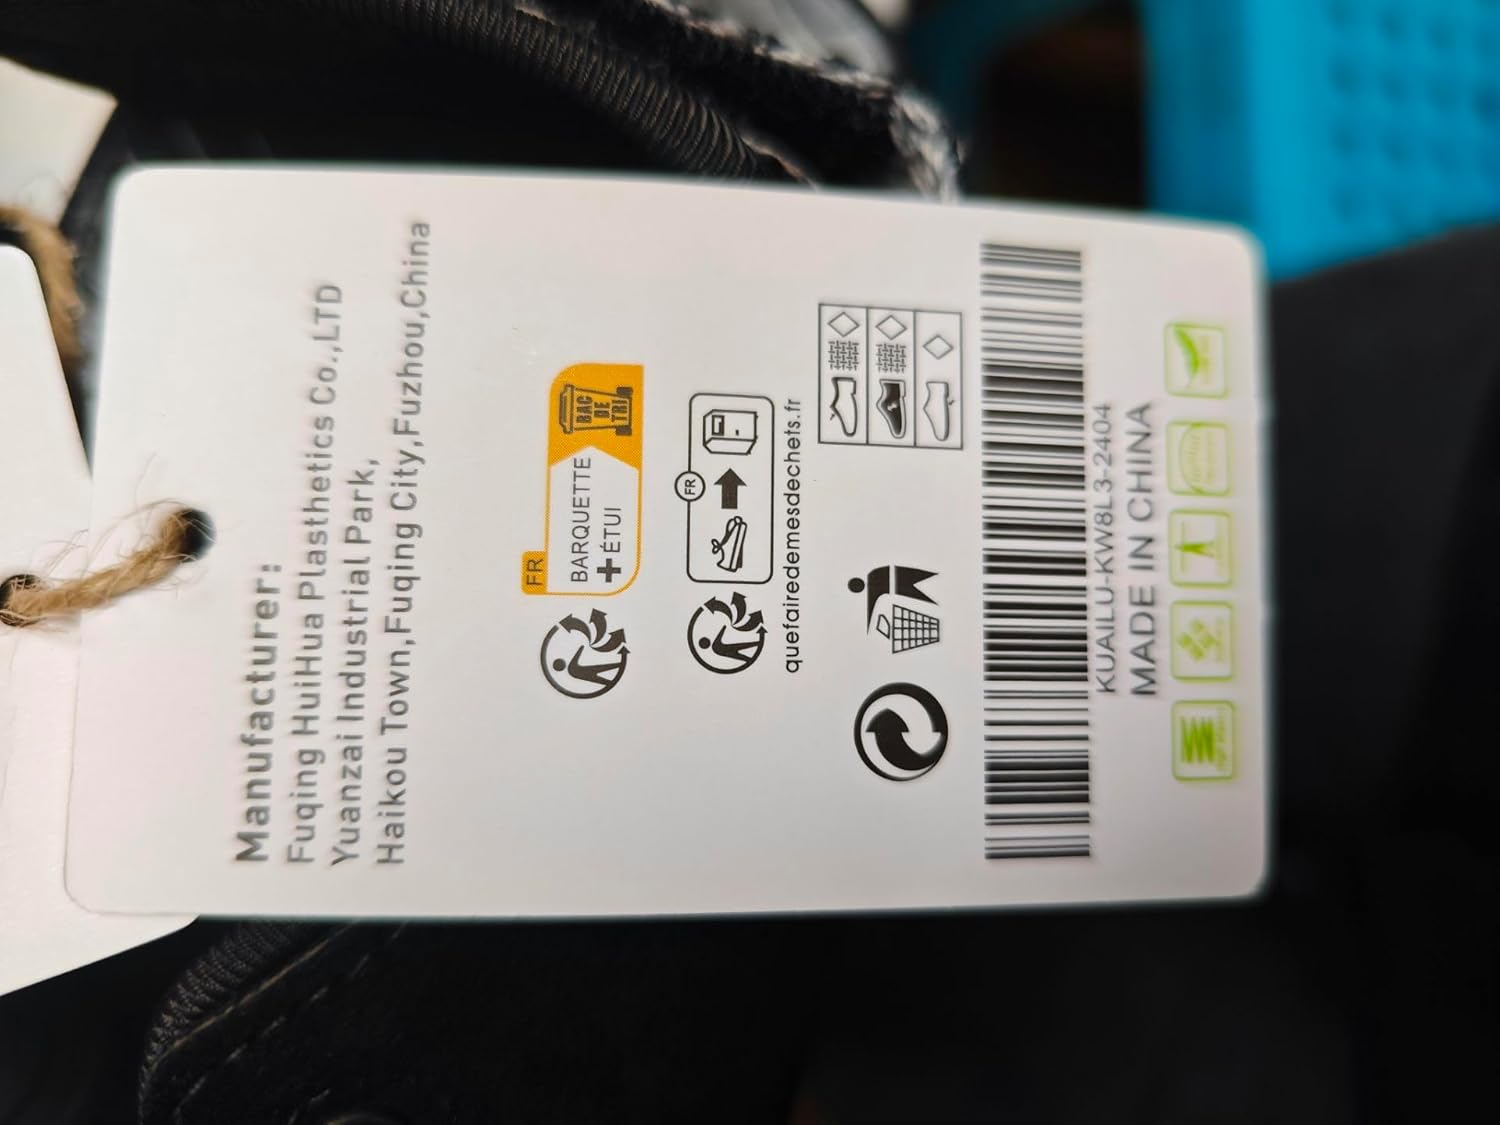 Manufacturer:
Fuqing HuiHua Plasthetics Co.,LTD
Yuanzai Industrial Park,
Haikou Town,Fuqing City,Fuzhou,China
FR
BARQUETTE
+ ÉTUI
BAC
DE
TRI
FR
quefairedemesdechets.fr
KUAILU-KW8L3-2404
MADE IN CHINA